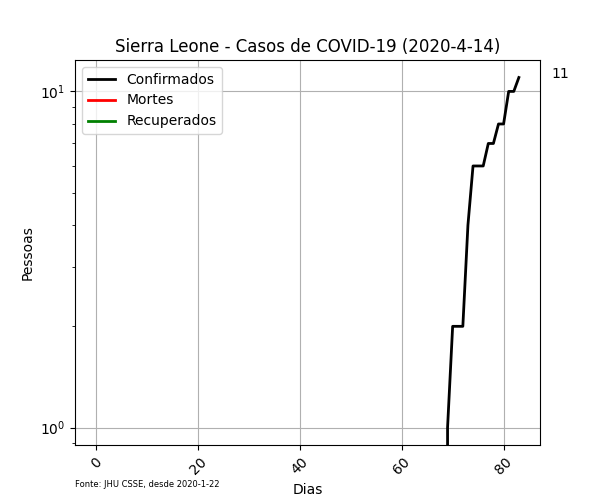 Sierra Leone - Casos de COVID-19 (2020-4-14)
Confirmados
Mortes
Recuperados
11
10¹
10⁰
Pessoas
0 20 40 60 80
Dias
Fonte: JHU CSSE, desde 2020-1-22